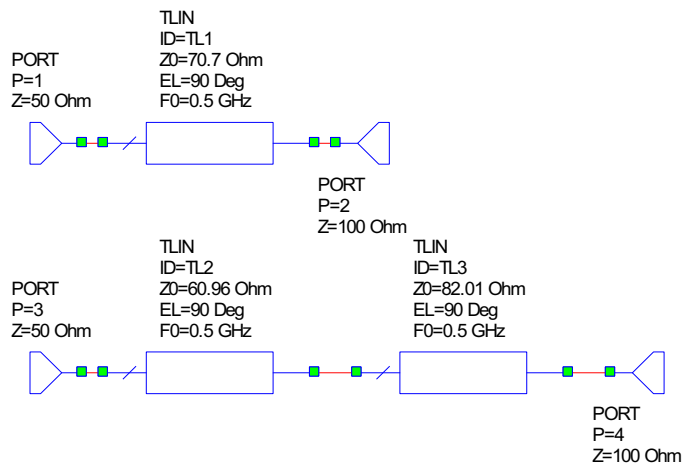 TLIN
ID=TL1
Z0=70.7 Ohm
EL=90 Deg
F0=0.5 GHz
PORT
P=1
Z=50 Ohm
PORT
P=2
Z=100 Ohm
TLIN
ID=TL2
Z0=60.96 Ohm
EL=90 Deg
F0=0.5 GHz
TLIN
ID=TL3
Z0=82.01 Ohm
EL=90 Deg
F0=0.5 GHz
PORT
P=3
Z=50 Ohm
PORT
P=4
Z=100 Ohm